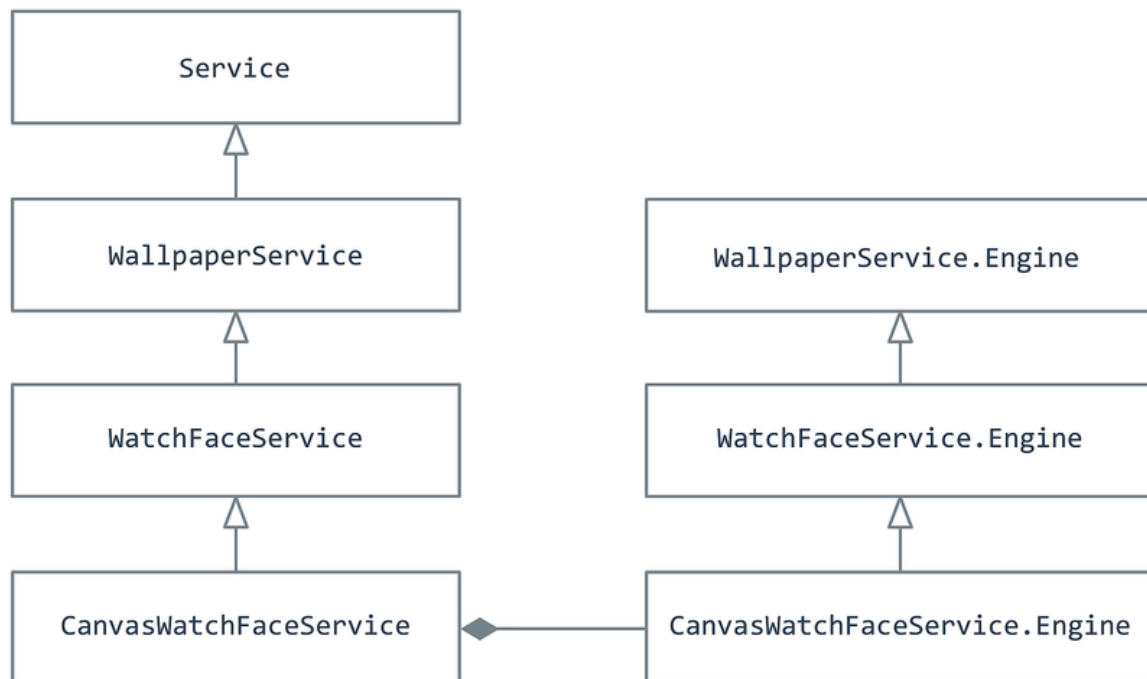 Service
WallpaperService
WallpaperService.Engine
WatchFaceService
WatchFaceService.Engine
CanvasWatchFaceService
CanvasWatchFaceService.Engine